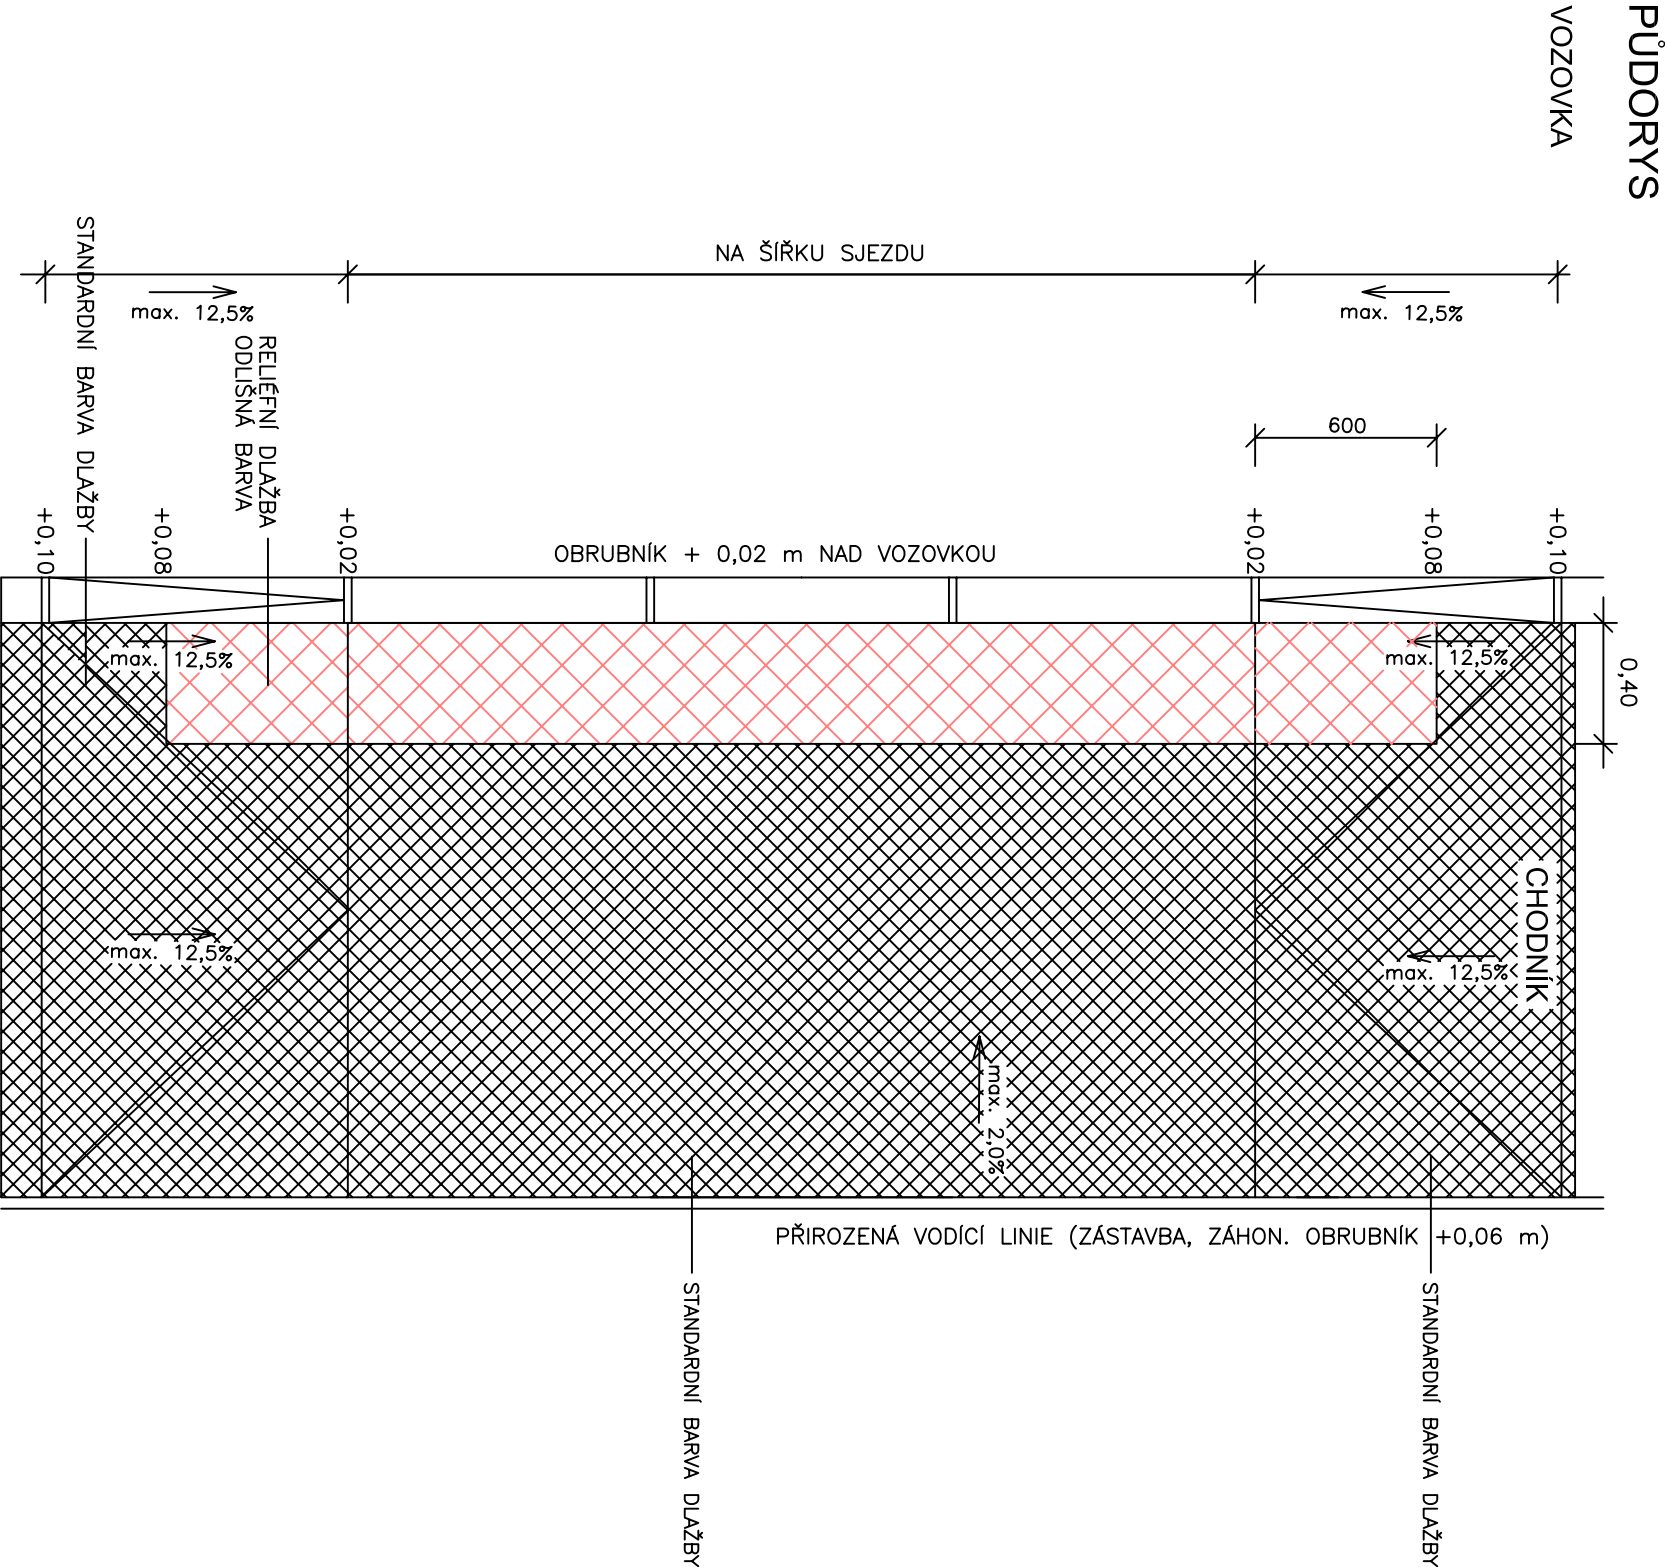 PŮDORYS
VOZOVKA
NA ŠÍŘKU SJEZDU
max. 12,5%
max. 12,5%
STANDARDNÍ BARVA DLAŽBY
RELIÉFNÍ DLAŽBA
ODLIŠNÁ BARVA
600
+0,10
+0,08
+0,02
OBRUBNÍK + 0,02 m NAD VOZOVKOU
+0,02
+0,08
+0,10
max. 12,5%
max. 12,5%
0,40
CHODNÍK
max. 12,5%
max. 12,5%
max. 2,0%
PŘIROZENÁ VODÍCÍ LINIE (ZÁSTAVBA, ZÁHON. OBRUBNÍK +0,06 m)
STANDARDNÍ BARVA DLAŽBY
STANDARDNÍ BARVA DLAŽBY